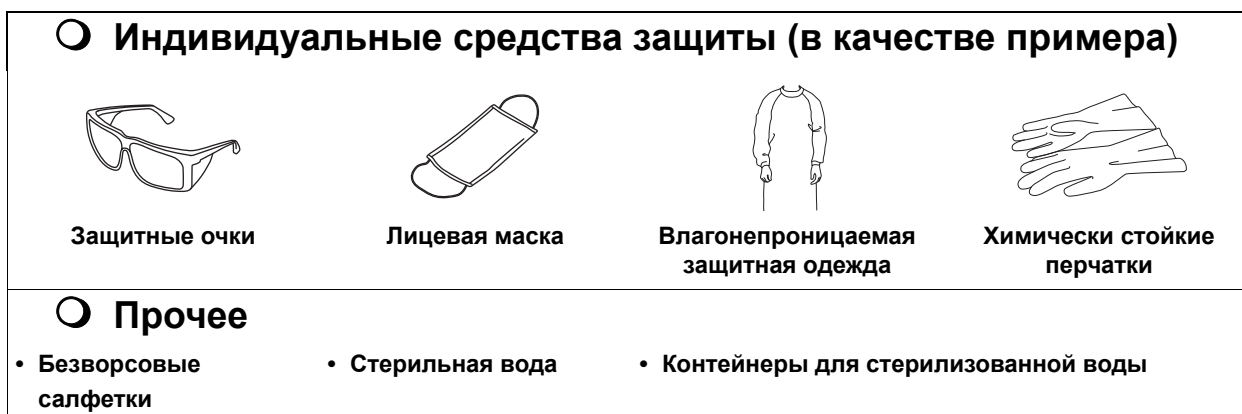 Индивидуальные средства защиты (в качестве примера)
Защитные очки
Лицевая маска
Влагонепроницаемая
защитная одежда
Химически стойкие
перчатки
Прочее
• Безворсовые
салфетки
• Стерильная вода
• Контейнеры для стерилизованной воды